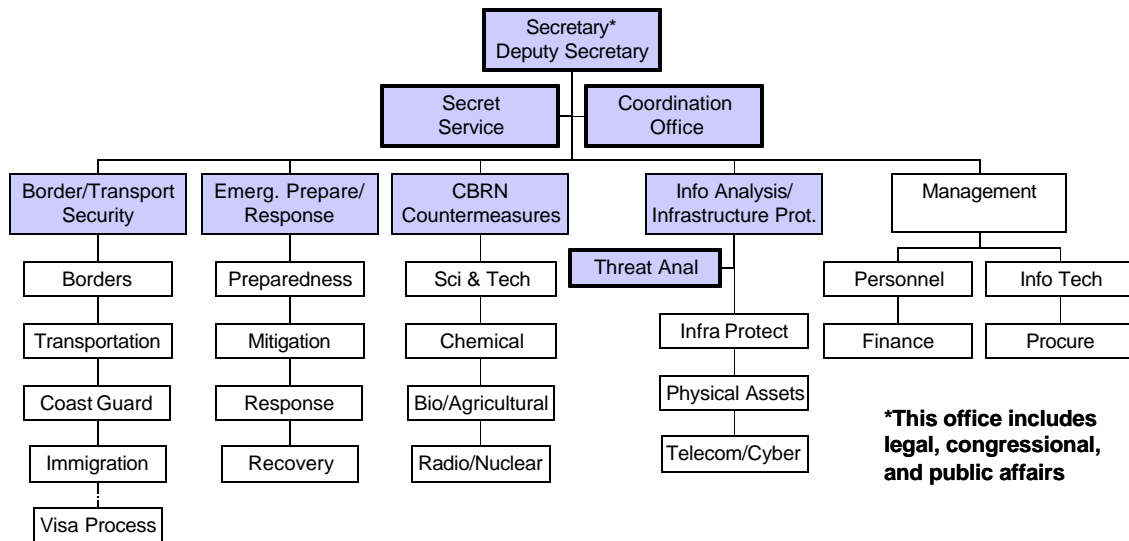 Secretary*
Deputy Secretary
Secret
Service
Coordination
Office
Border/Transport
Security
Emerg. Prepare/
Response
CBRN
Countermeasures
Info Analysis/
Infrastructure Prot.
Management
Borders
Transportation
Coast Guard
Immigration
Visa Process
Preparedness
Mitigation
Response
Recovery
Sci & Tech
Chemical
Bio/Agricultural
Radio/Nuclear
Threat Anal
Infra Protect
Physical Assets
Telecom/Cyber
Personnel
Finance
Info Tech
Procure
*This office includes
legal, congressional,
and public affairs